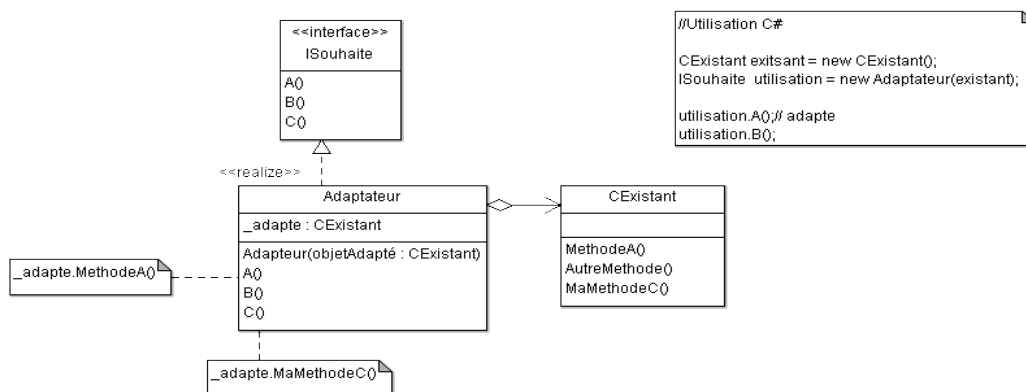 <<interface>>
ISouhaite
A()
B()
C()
//Utilisation C#
CExistant exitsant = new CExistant();
ISouhaite utilisation = new Adaptateur(existant);
utilisation.A();// adapte
utilisation.B();
<<realize>>
Adaptateur
_adapte : CExistant
Adapteur(objetAdapté : CExistant)
A()
B()
C()
CExistant
MethodeA()
AutreMethode()
MaMethodeC()
_adapte.MethodeA()
_adapte.MaMethodeC()